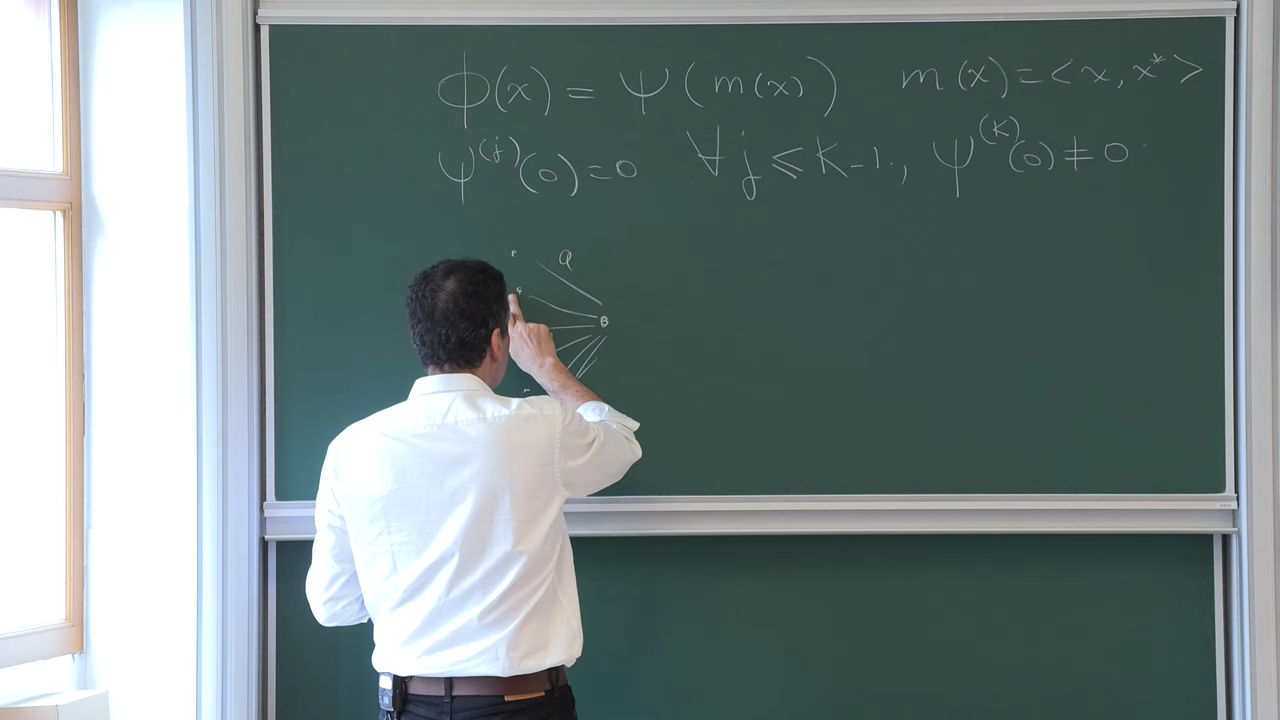 ϕ(x) = ψ(m(x)) m(x) = <x, x*>
ψ^(j)(0) = 0 ∀j ≤ K-1, ψ^(K)(0) ≠ 0
a
B